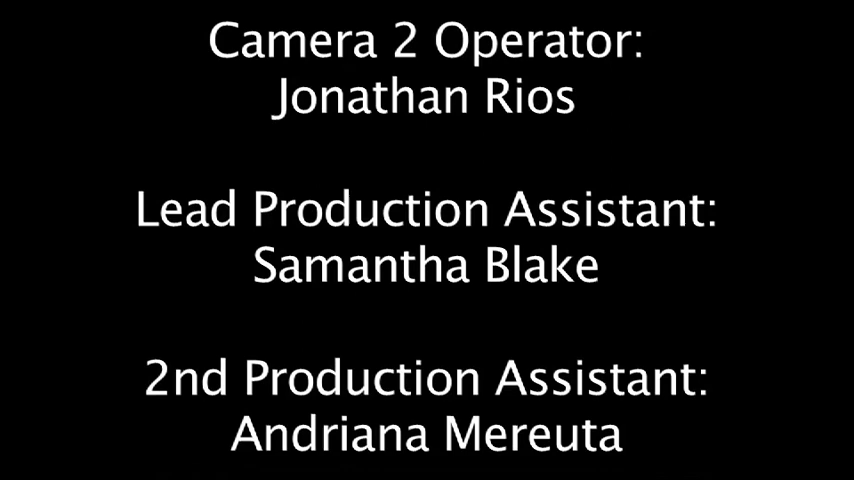 Camera 2 Operator:
Jonathan Rios
Lead Production Assistant:
Samantha Blake
2nd Production Assistant:
Andriana Mereuta